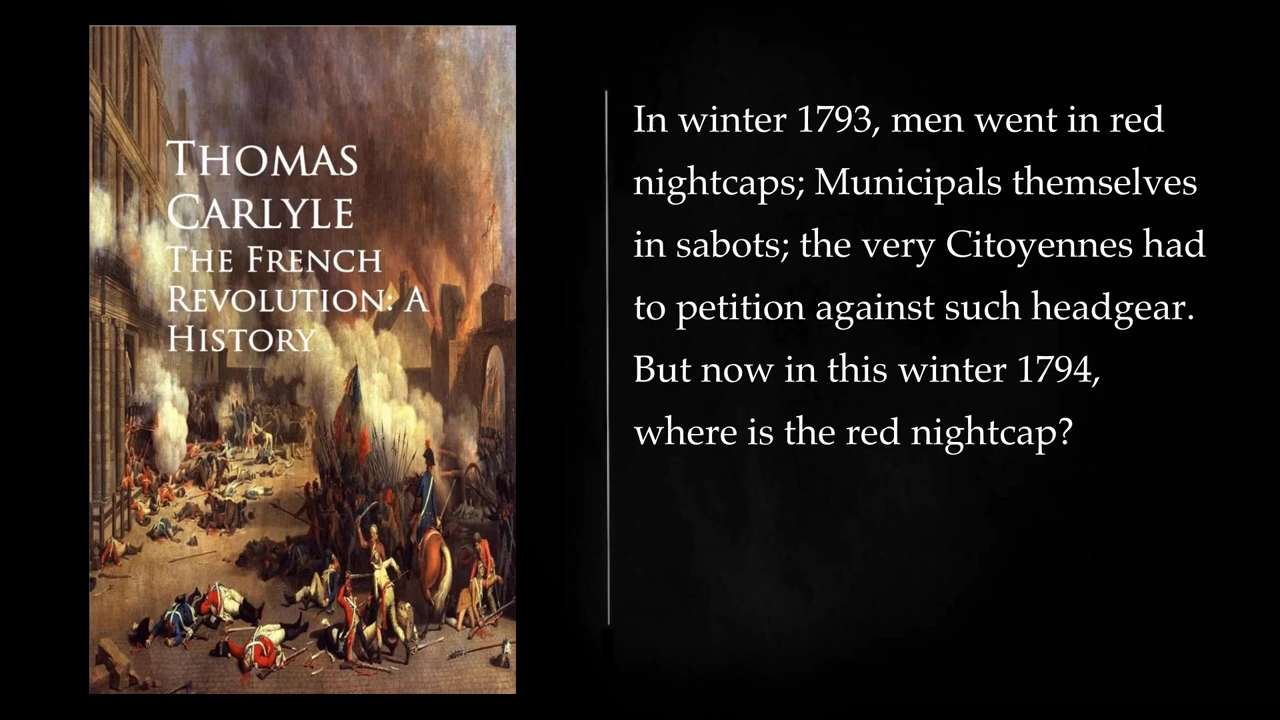 THOMAS
CARLYLE
THE FRENCH
REVOLUTION: A
HISTORY
In winter 1793, men went in red
nightcaps; Municipals themselves
in sabots; the very Citoyennes had
to petition against such headgear.
But now in this winter 1794,
where is the red nightcap?